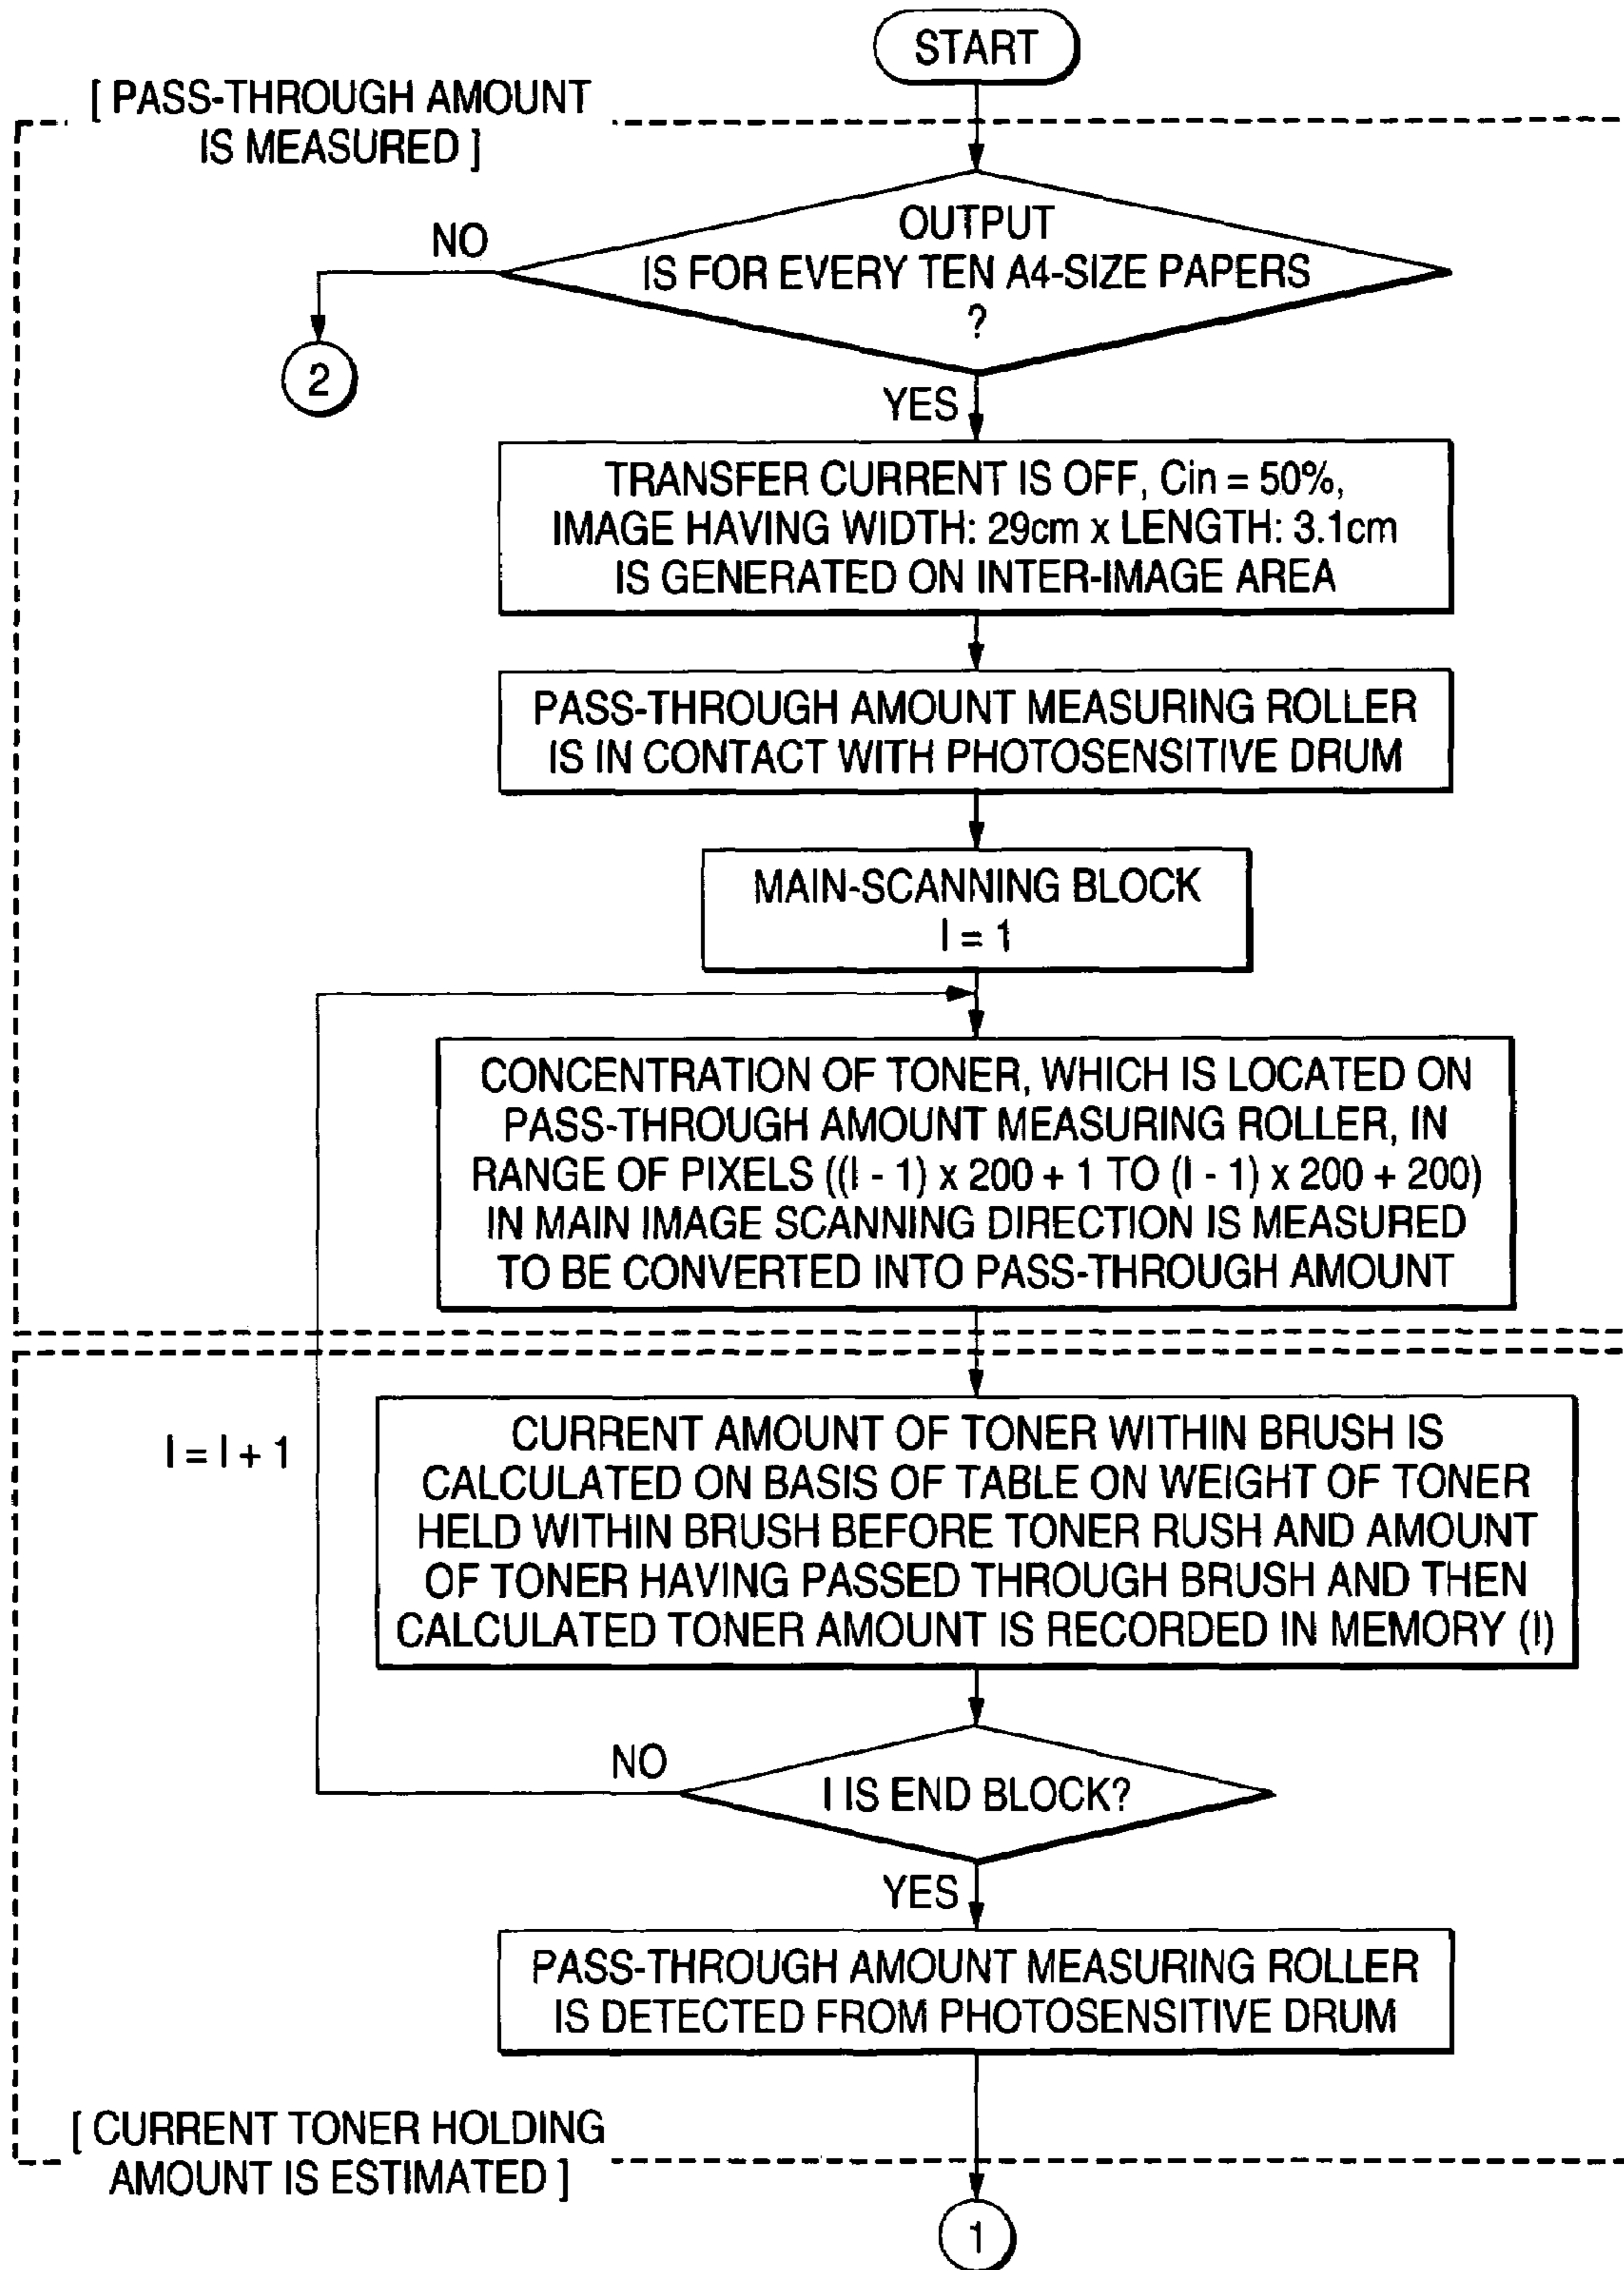 START
[ PASS-THROUGH AMOUNT
IS MEASURED ]
OUTPUT
IS FOR EVERY TEN A4-SIZE PAPERS
?
NO
2
YES
TRANSFER CURRENT IS OFF, Cin = 50%,
IMAGE HAVING WIDTH: 29cm x LENGTH: 3.1cm
IS GENERATED ON INTER-IMAGE AREA
PASS-THROUGH AMOUNT MEASURING ROLLER
IS IN CONTACT WITH PHOTOSENSITIVE DRUM
MAIN-SCANNING BLOCK
I = 1
CONCENTRATION OF TONER, WHICH IS LOCATED ON
PASS-THROUGH AMOUNT MEASURING ROLLER, IN
RANGE OF PIXELS ((I - 1) x 200 + 1 TO (I - 1) x 200 + 200)
IN MAIN IMAGE SCANNING DIRECTION IS MEASURED
TO BE CONVERTED INTO PASS-THROUGH AMOUNT
I = I + 1
CURRENT AMOUNT OF TONER WITHIN BRUSH IS
CALCULATED ON BASIS OF TABLE ON WEIGHT OF TONER
HELD WITHIN BRUSH BEFORE TONER RUSH AND AMOUNT
OF TONER HAVING PASSED THROUGH BRUSH AND THEN
CALCULATED TONER AMOUNT IS RECORDED IN MEMORY (I)
NO
I IS END BLOCK?
YES
PASS-THROUGH AMOUNT MEASURING ROLLER
IS DETECTED FROM PHOTOSENSITIVE DRUM
[ CURRENT TONER HOLDING
AMOUNT IS ESTIMATED ]
1